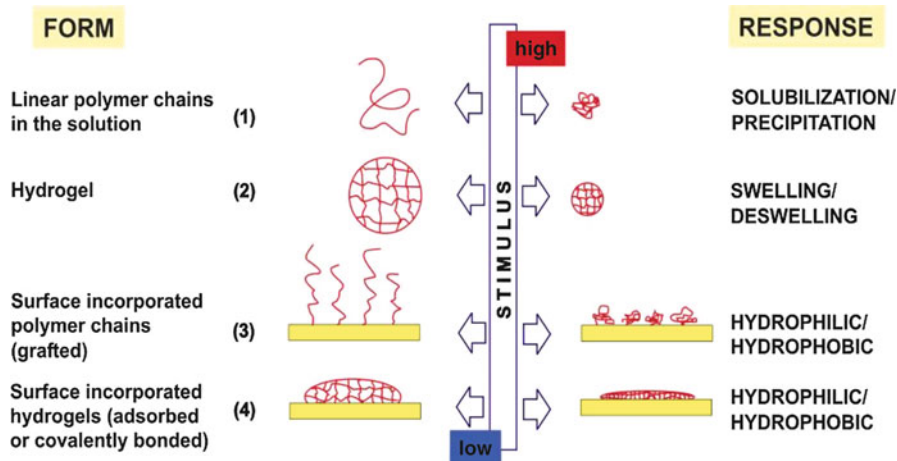 FORM
RESPONSE
high
Linear polymer chains
in the solution
(1)
SOLUBILIZATION/
PRECIPITATION
Hydrogel
(2)
SWELLING/
DESWELLING
STIMULUS
Surface incorporated
polymer chains
(grafted)
(3)
HYDROPHILIC/
HYDROPHOBIC
Surface incorporated
hydrogels (adsorbed
or covalently bonded)
(4)
HYDROPHILIC/
HYDROPHOBIC
low